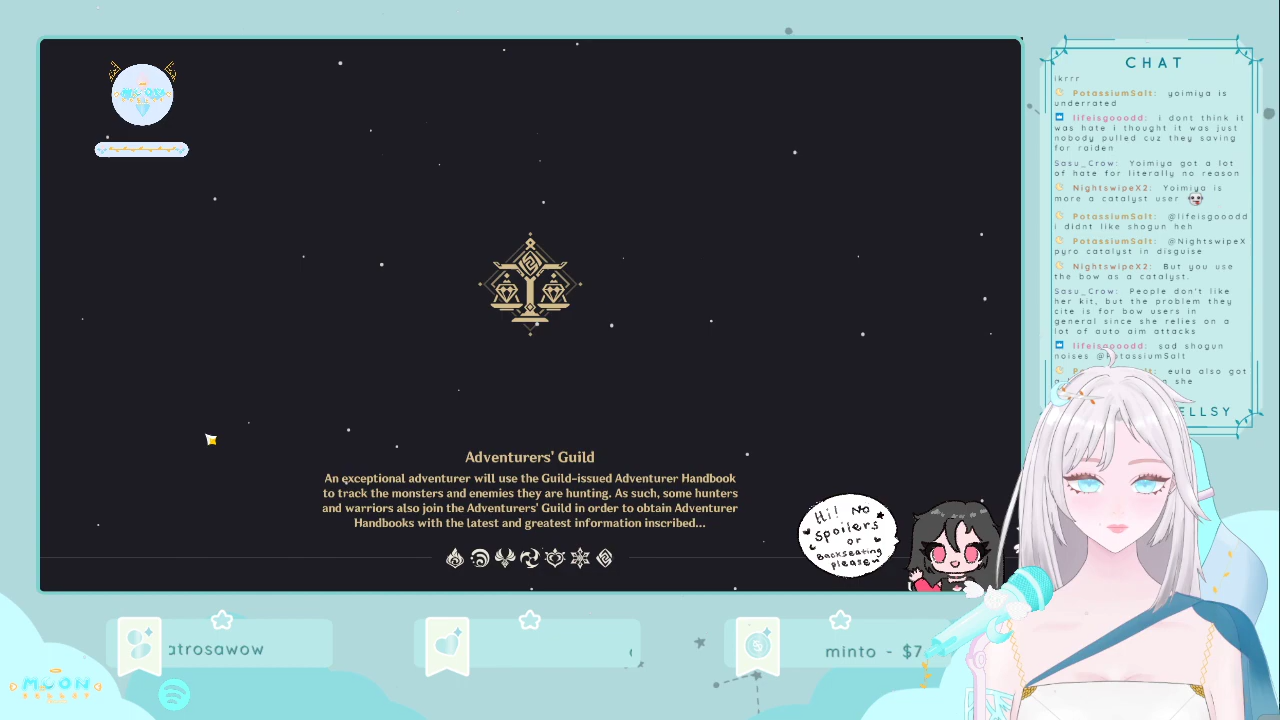 CHAT
ikrrr
PotassiumSalt: yoimiya is
underrated
lifeisgooodd: i dont think it
was hate i thought it was just
nobody pulled cuz they saving
for raiden
Sasu_Crow: Yoimiya got a lot
of hate for literally no reason
NightswipeX2: Yoimiya is
more a catalyst user
PotassiumSalt: @lifeisgooodd
i didnt like shogun heh
PotassiumSalt: @NightswipeX
pyro catalyst in disguise
NightswipeX2: But you use
the bow as a catalyst.
Sasu_Crow: People don't like
her kit, but the problem they
cite is for bow users in
general since she relies on a
lot of auto aim attacks
lifeisgooodd: sad shogun
noises @PotassiumSalt
eula also got
she
ELLSY
Adventurers' Guild
An exceptional adventurer will use the Guild-issued Adventurer Handbook
to track the monsters and enemies they are hunting. As such, some hunters
and warriors also join the Adventurers' Guild in order to obtain Adventurer
Handbooks with the latest and greatest information inscribed...
Hi! No
Spoilers
or
Backseating
please
atrosawow
minto - $7
MOON